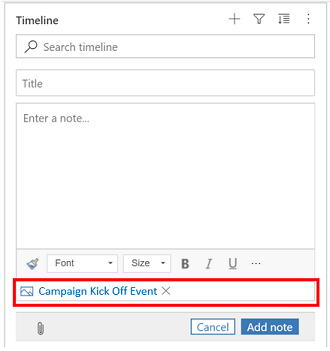 Timeline
Search timeline
Title
Enter a note...
Font Size B I U ...
Campaign Kick Off Event
Cancel Add note